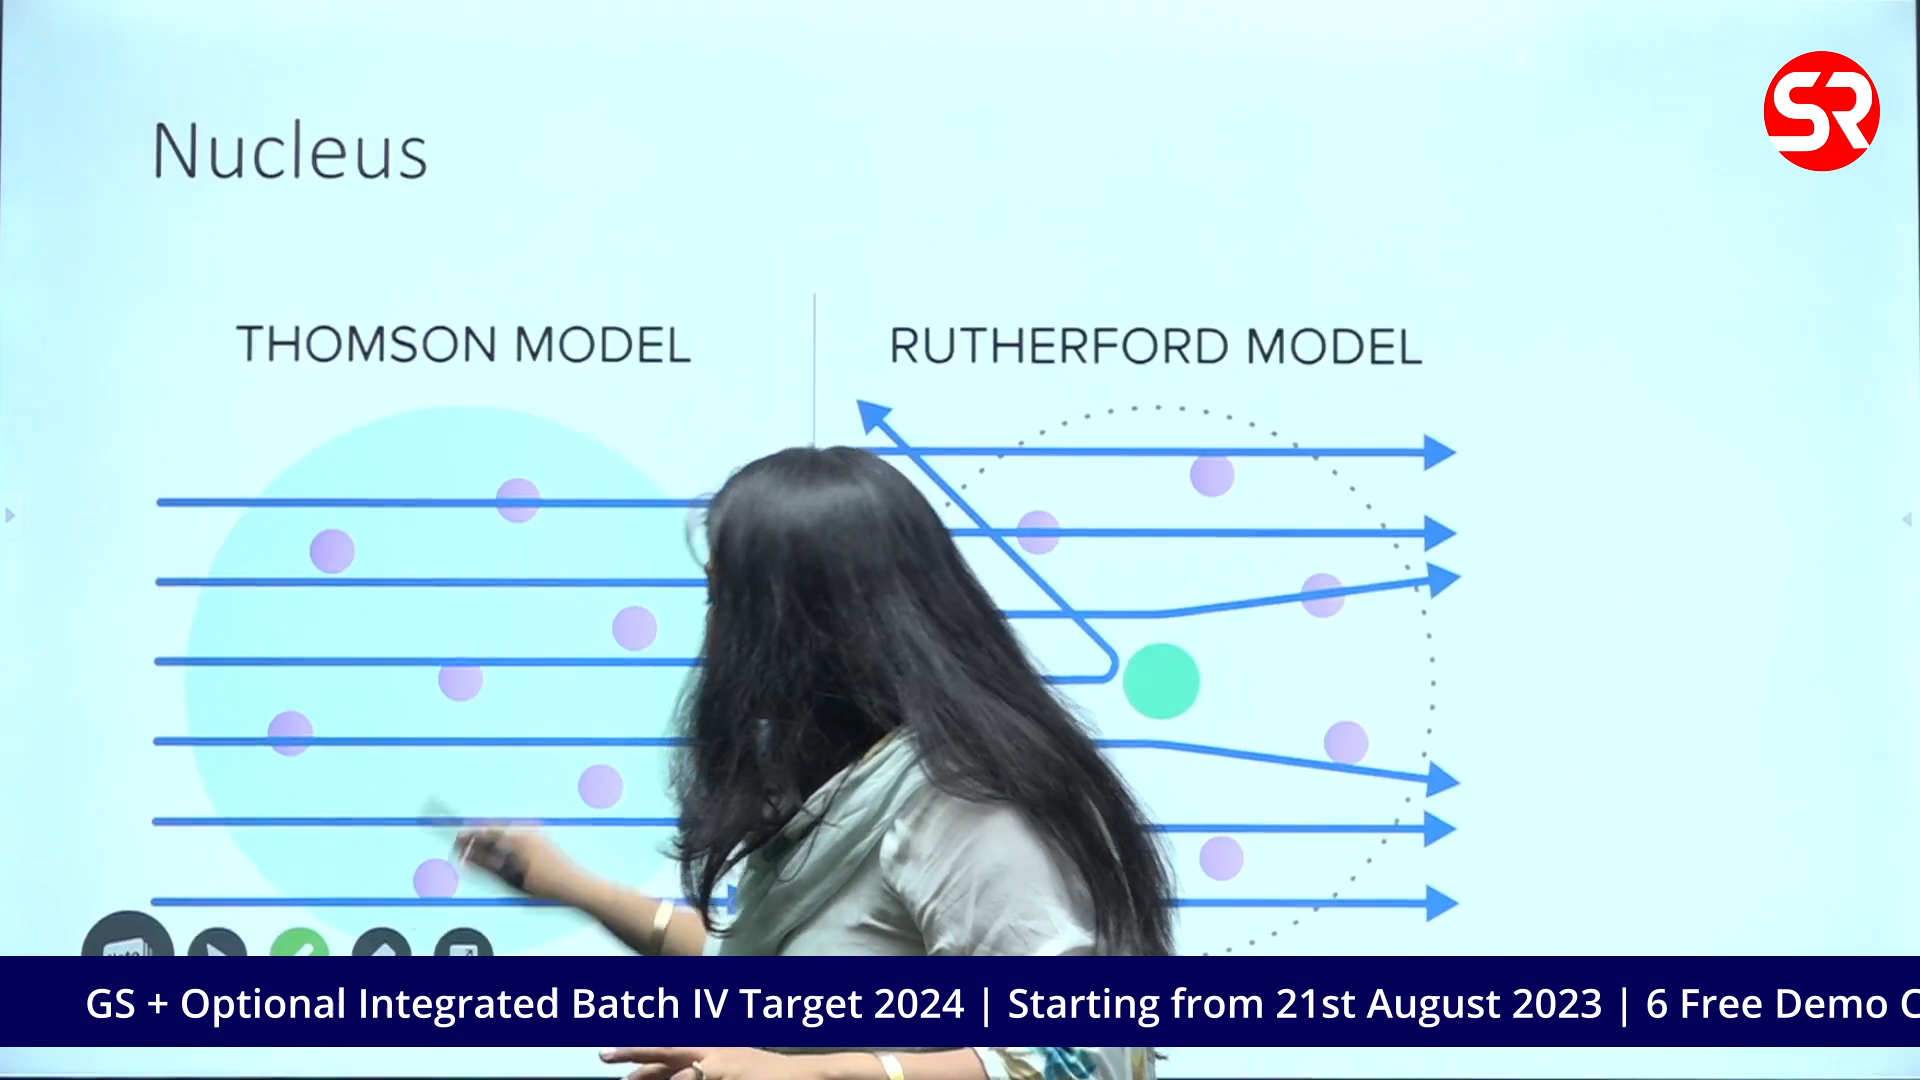 SR
Nucleus
THOMSON MODEL
RUTHERFORD MODEL
GS + Optional Integrated Batch IV Target 2024 | Starting from 21st August 2023 | 6 Free Demo